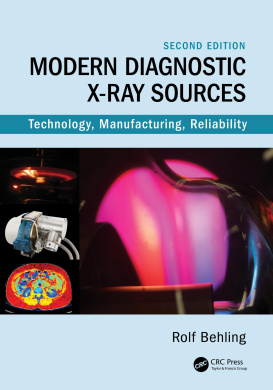 SECOND EDITION
MODERN DIAGNOSTIC
X-RAY SOURCES
Technology, Manufacturing, Reliability
Rolf Behling
CRC Press
Taylor & Francis Group